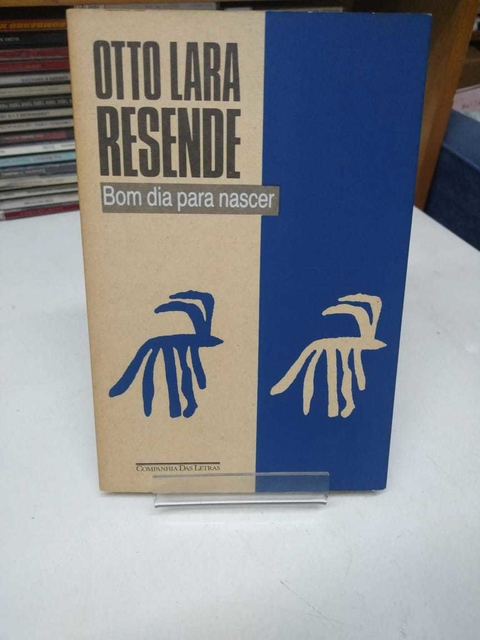 OTTO LARA
RESENDE
Bom dia para nascer
COMPANHIA DAS LETRAS